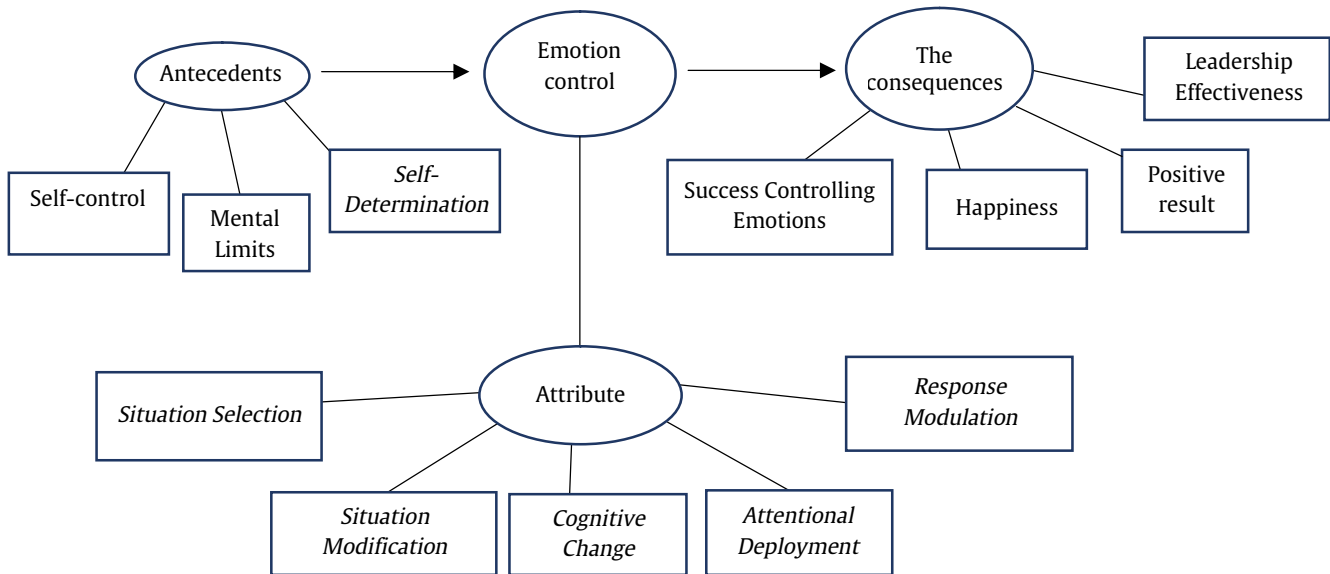 Antecedents
Emotion
control
The
consequences
Leadership
Effectiveness
Self-control
Mental
Limits
Self-
Determination
Success Controlling
Emotions
Happiness
Positive
result
Attribute
Situation Selection
Response
Modulation
Situation
Modification
Cognitive
Change
Attentional
Deployment